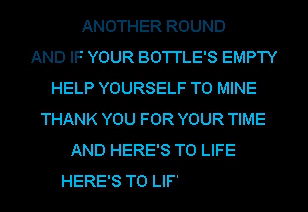 ANOTHER ROUND
AND IF YOUR BOTTLE'S EMPTY
HELP YOURSELF TO MINE
THANK YOU FOR YOUR TIME
AND HERE'S TO LIFE
HERE'S TO LIF